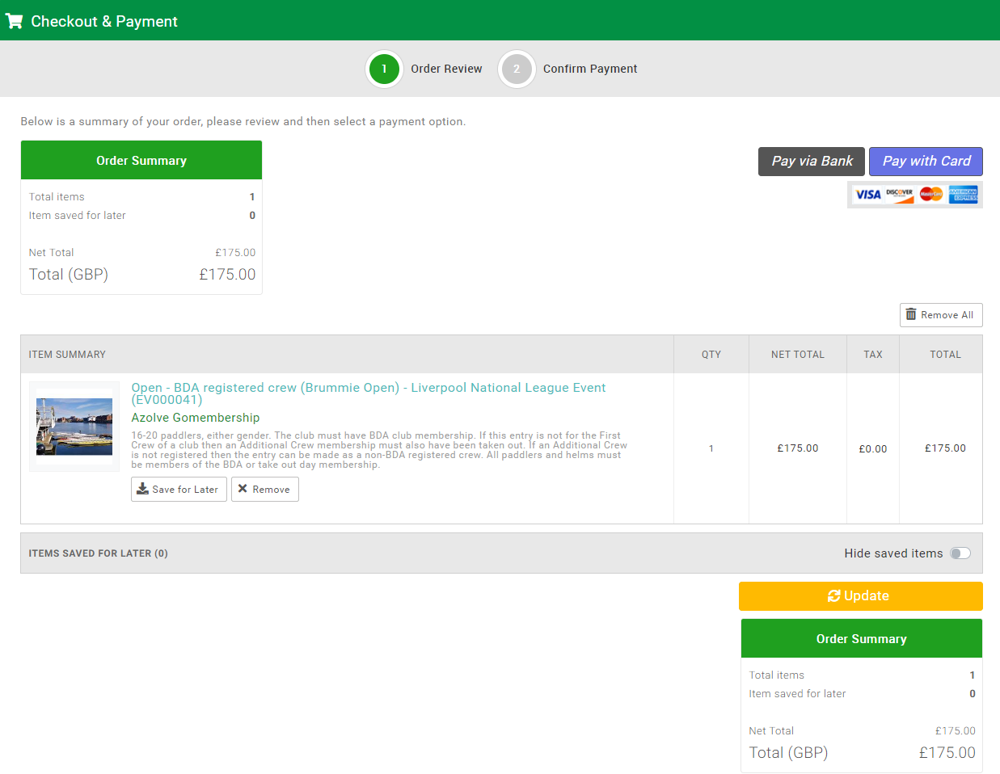 Checkout & Payment
1 Order Review 2 Confirm Payment
Below is a summary of your order, please review and then select a payment option.
Order Summary
Total items 1
Item saved for later 0
Net Total £175.00
Total (GBP) £175.00
Pay via Bank Pay with Card
VISA DISCOVER MasterCard AMERICAN EXPRESS
Remove All
ITEM SUMMARY QTY NET TOTAL TAX TOTAL
Open - BDA registered crew (Brummie Open) - Liverpool National League Event
(EV000041)
Azolve Gomembership
16-20 paddlers, either gender. The club must have BDA club membership. If this entry is not for the First
Crew of a club then an Additional Crew membership must also have been taken out. If an Additional Crew
is not registered then the entry can be made as a non-BDA registered crew. All paddlers and helms must
be members of the BDA or take out day membership.
1 £175.00 £0.00 £175.00
Save for Later Remove
ITEMS SAVED FOR LATER (0) Hide saved items
Update
Order Summary
Total items 1
Item saved for later 0
Net Total £175.00
Total (GBP) £175.00